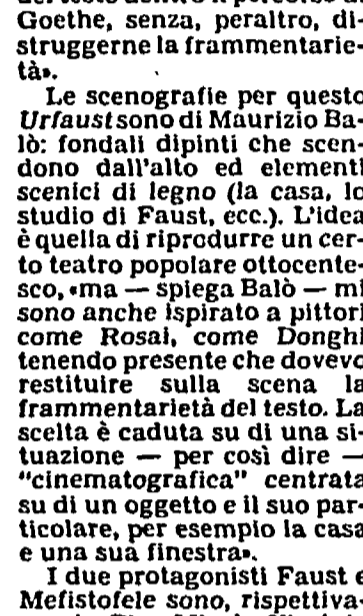 Goethe, senza, peraltro, di-
struggerne la frammentarie-
tà».
Le scenografie per questo
Urfaust sono di Maurizio Ba-
lò: fondali dipinti che scen-
dono dall'alto ed elementi
scenici di legno (la casa, lo
studio di Faust, ecc.). L'idea
è quella di riprodurre un cer-
to teatro popolare ottocente-
sco, «ma — spiega Balò — mi
sono anche ispirato a pittori
come Rosai, come Donghi
tenendo presente che dovevo
restituire sulla scena la
frammentarietà del testo. La
scelta è caduta su di una si-
tuazione — per così dire —
"cinematografica" centrata
su di un oggetto e il suo par-
ticolare, per esempio la casa
e una sua finestra».
I due protagonisti Faust e
Mefistofele sono, rispettiva-